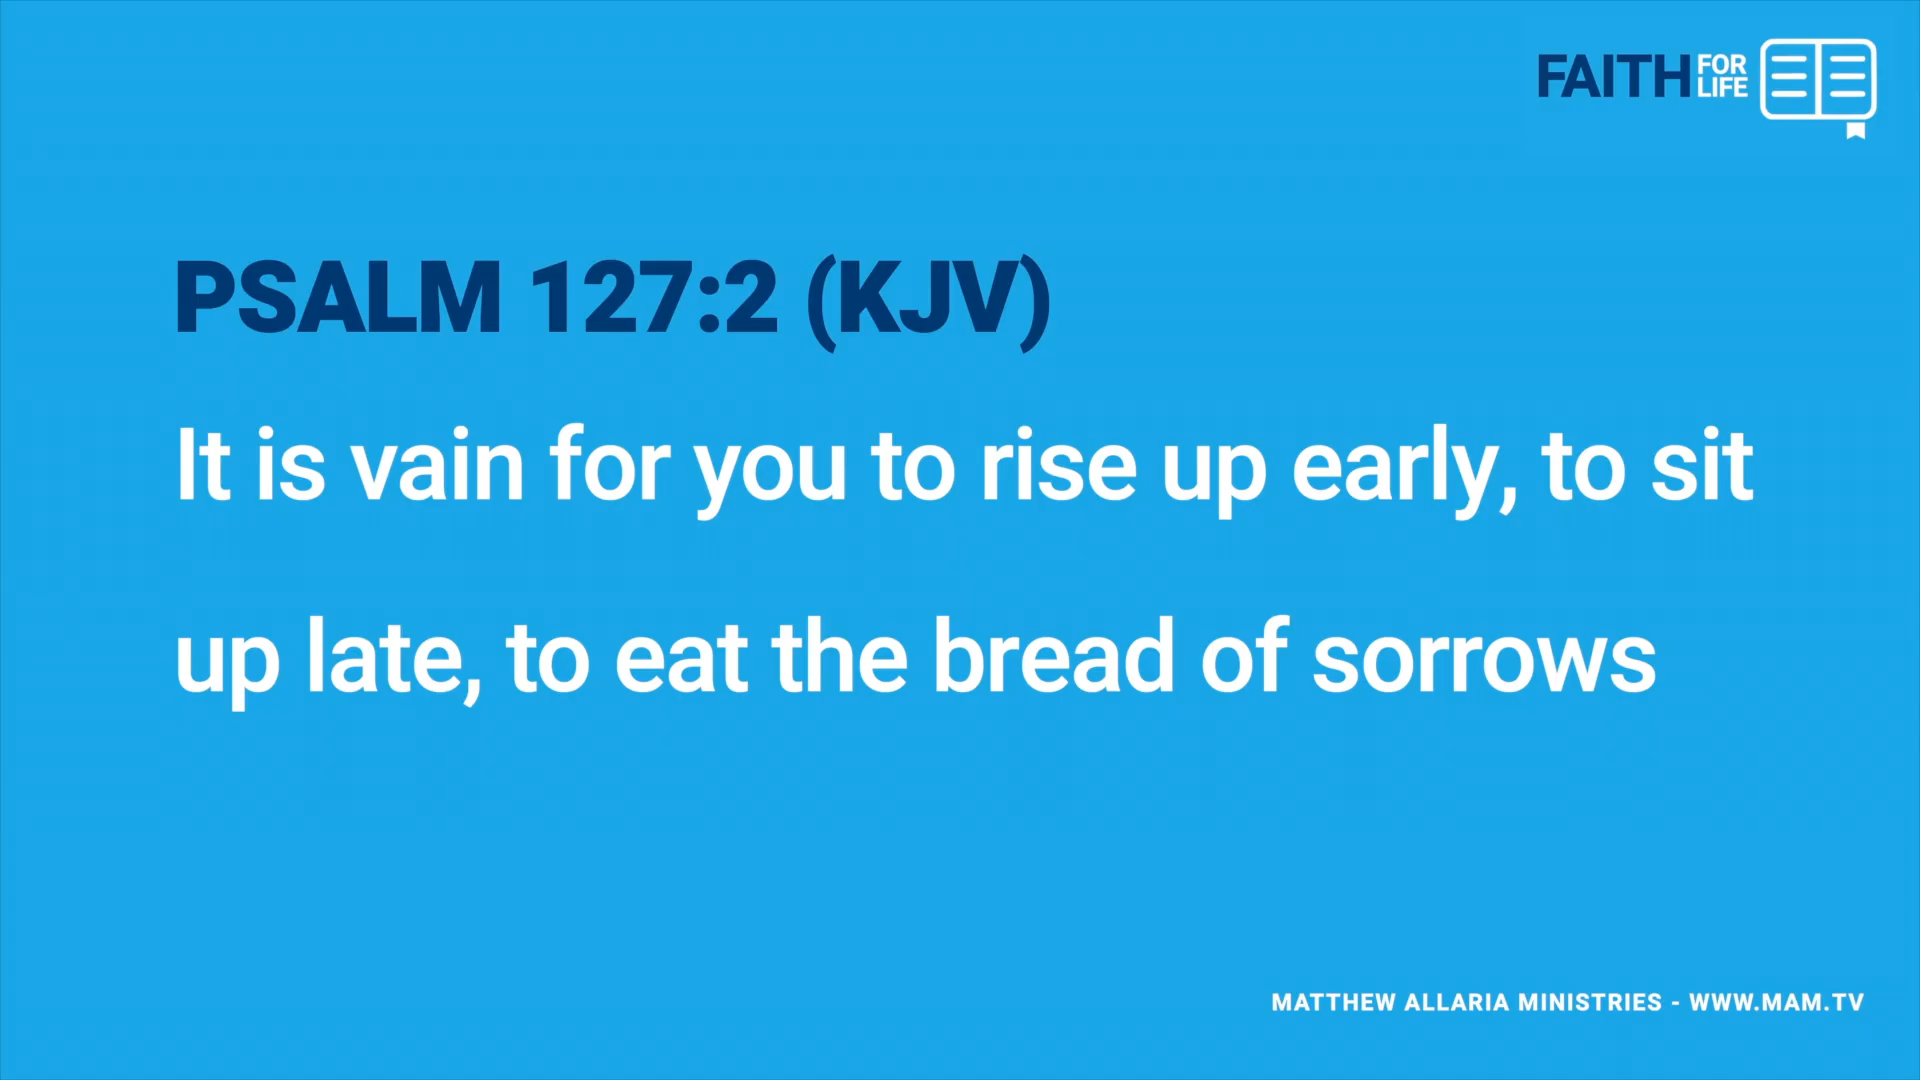 FAITH FOR LIFE
PSALM 127:2 (KJV)
It is vain for you to rise up early, to sit
up late, to eat the bread of sorrows
MATTHEW ALLARIA MINISTRIES - WWW.MAM.TV